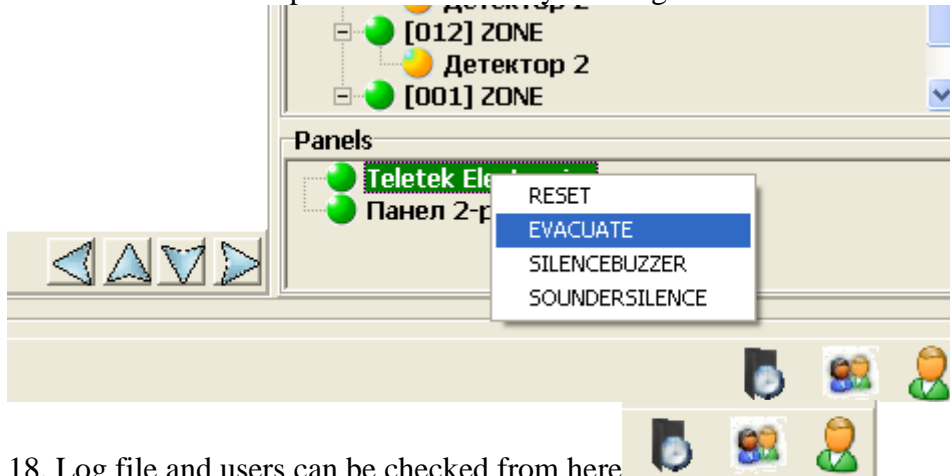 [012] ZONE
Детектор 2
[001] ZONE
Panels
Teletek
Панел 2-
RESET
EVACUATE
SILENCEBUZZER
SOUNDERSILENCE
18. Log file and users can be checked from here